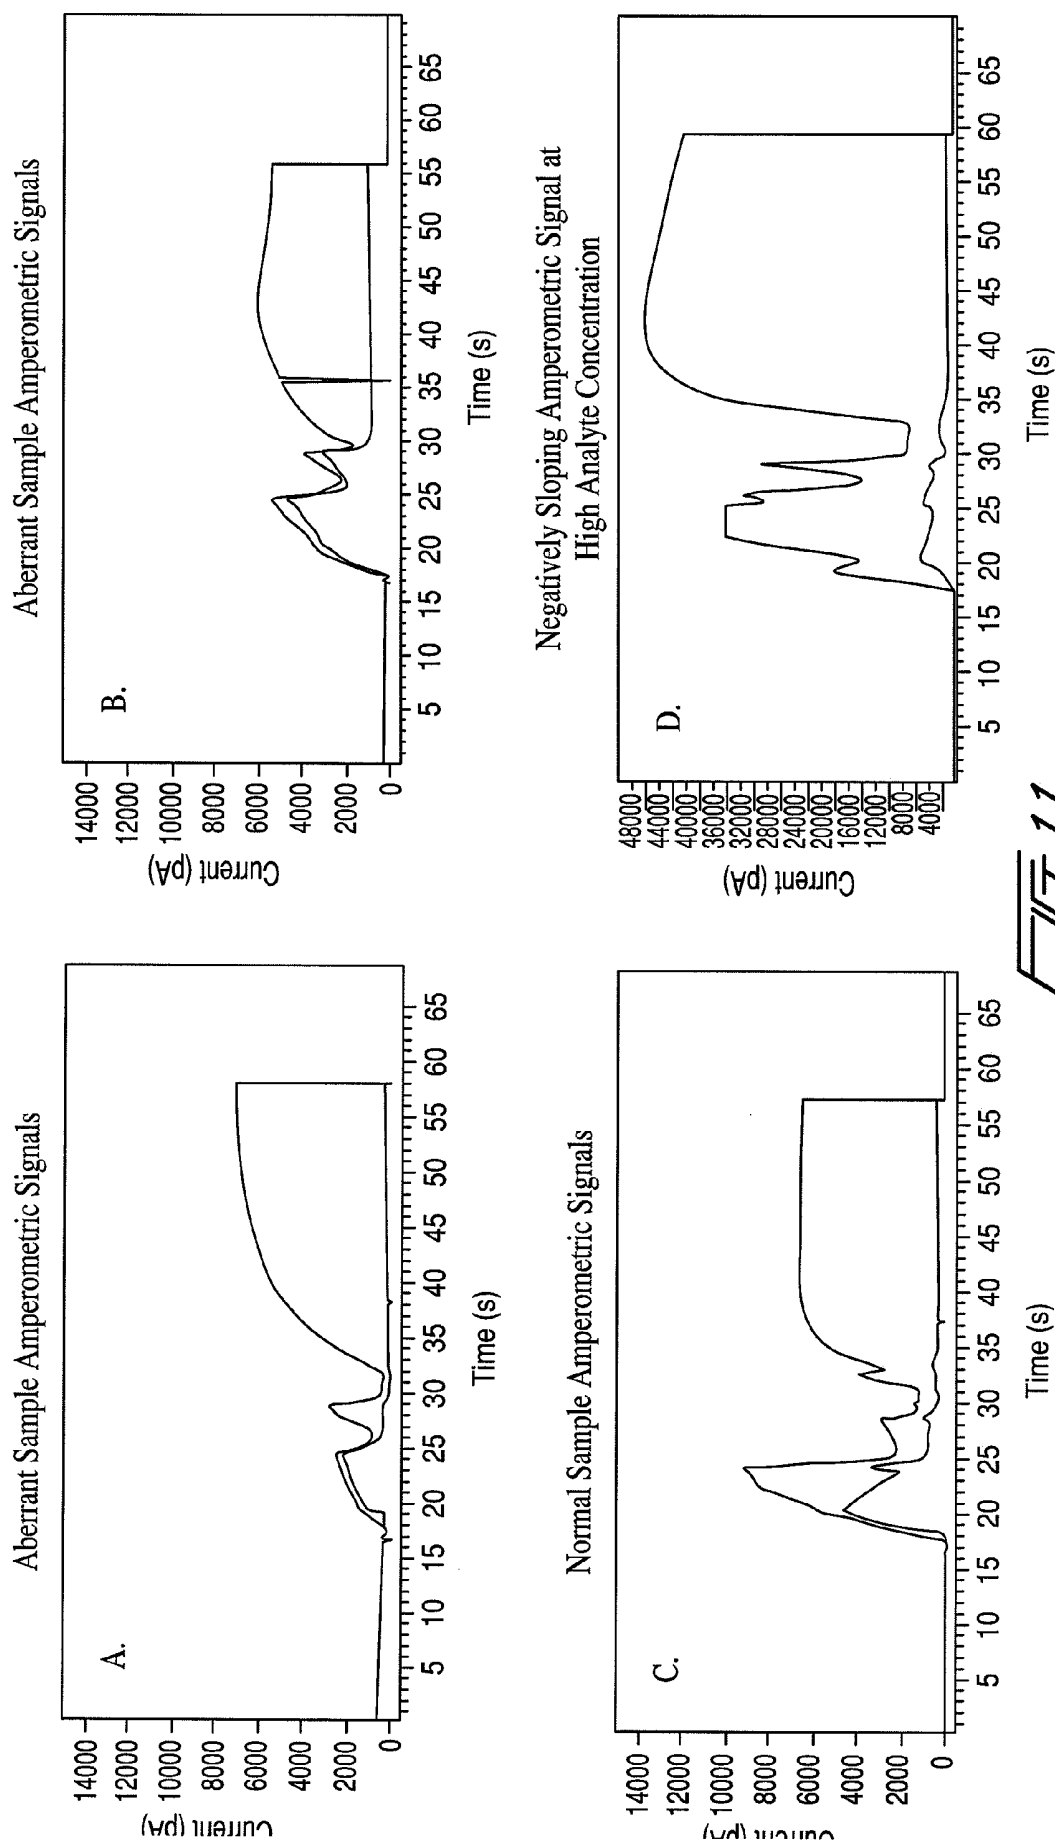 Aberrant Sample Amperometric Signals
A.
Current (pA)
14000
12000
10000
8000
6000
4000
2000
0
5 10 15 20 25 30 35 40 45 50 55 60 65
Time (s)
Aberrant Sample Amperometric Signals
B.
Current (pA)
14000
12000
10000
8000
6000
4000
2000
0
5 10 15 20 25 30 35 40 45 50 55 60 65
Time (s)
Normal Sample Amperometric Signals
C.
Current (pA)
14000
12000
10000
8000
6000
4000
2000
0
5 10 15 20 25 30 35 40 45 50 55 60 65
Time (s)
Negatively Sloping Amperometric Signal at
High Analyte Concentration
D.
Current (pA)
48000
44000
40000
36000
32000
28000
24000
20000
16000
12000
8000
4000
5 10 15 20 25 30 35 40 45 50 55 60 65
Time (s)